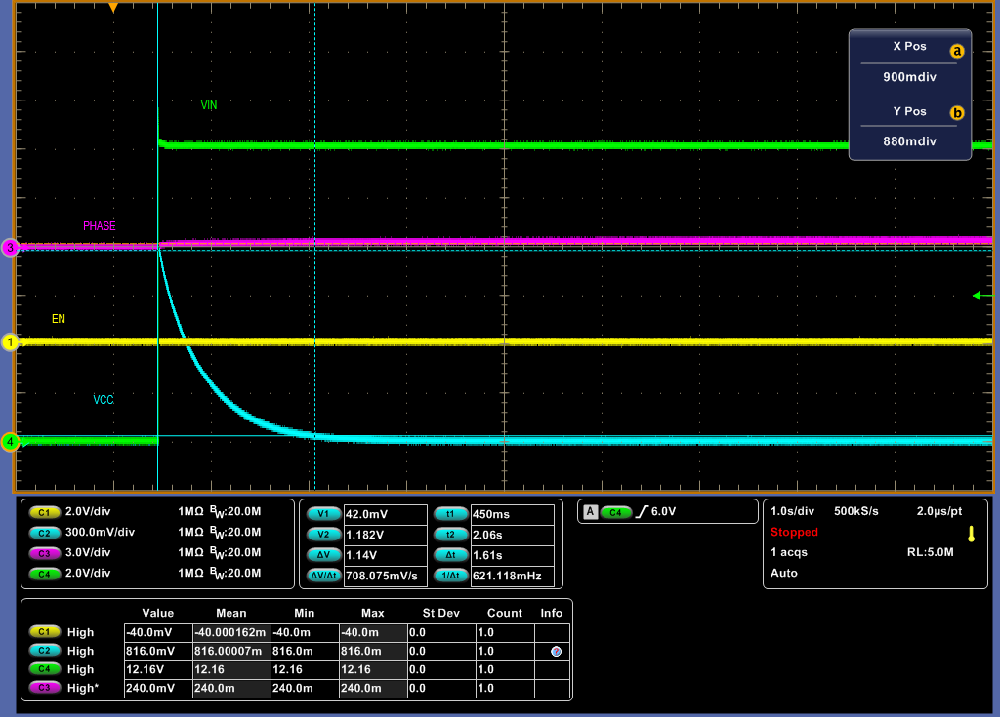 VIN
PHASE
EN
VCC
3
1
4
X Pos a
900mdiv
Y Pos b
880mdiv
C1 2.0V/div 1MΩ BW:20.0M
C2 300.0mV/div 1MΩ BW:20.0M
C3 3.0V/div 1MΩ BW:20.0M
C4 2.0V/div 1MΩ BW:20.0M
V1 42.0mV t1 450ms
V2 1.182V t2 2.06s
ΔV 1.14V Δt 1.61s
ΔV/Δt 708.075mV/s 1/Δt 621.118mHz
A C4 6.0V
1.0s/div 500kS/s 2.0µs/pt
Stopped
1 acqs RL:5.0M
Auto
Value Mean Min Max St Dev Count Info
C1 High -40.0mV -40.000162m -40.0m -40.0m 0.0 1.0
C2 High 816.0mV 816.00007m 816.0m 816.0m 0.0 1.0
C4 High 12.16V 12.16 12.16 12.16 0.0 1.0
C3 High* 240.0mV 240.0m 240.0m 240.0m 0.0 1.0